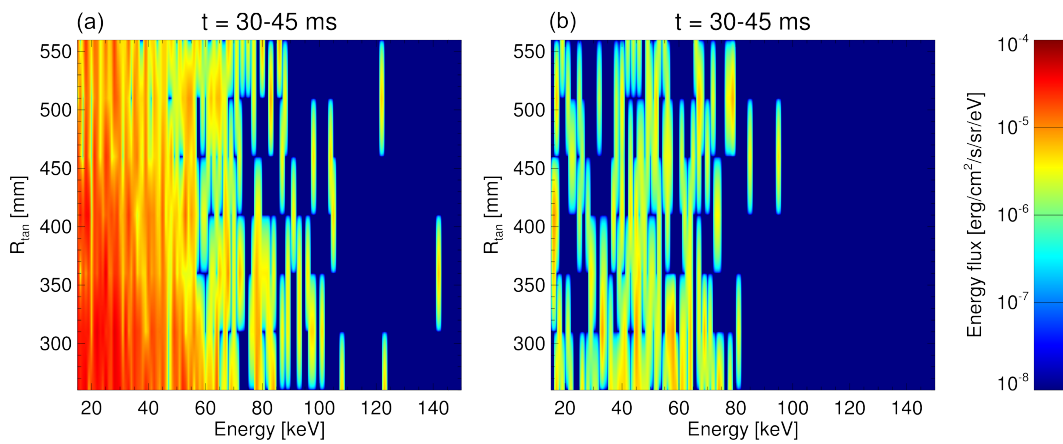 (a) t = 30-45 ms
(b) t = 30-45 ms
R_tan [mm]
550
500
450
400
350
300
20 40 60 80 100 120 140
Energy [keV]
R_tan [mm]
550
500
450
400
350
300
20 40 60 80 100 120 140
Energy [keV]
Energy flux [erg/cm²/s/sr/eV]
10⁻⁴
10⁻⁵
10⁻⁶
10⁻⁷
10⁻⁸